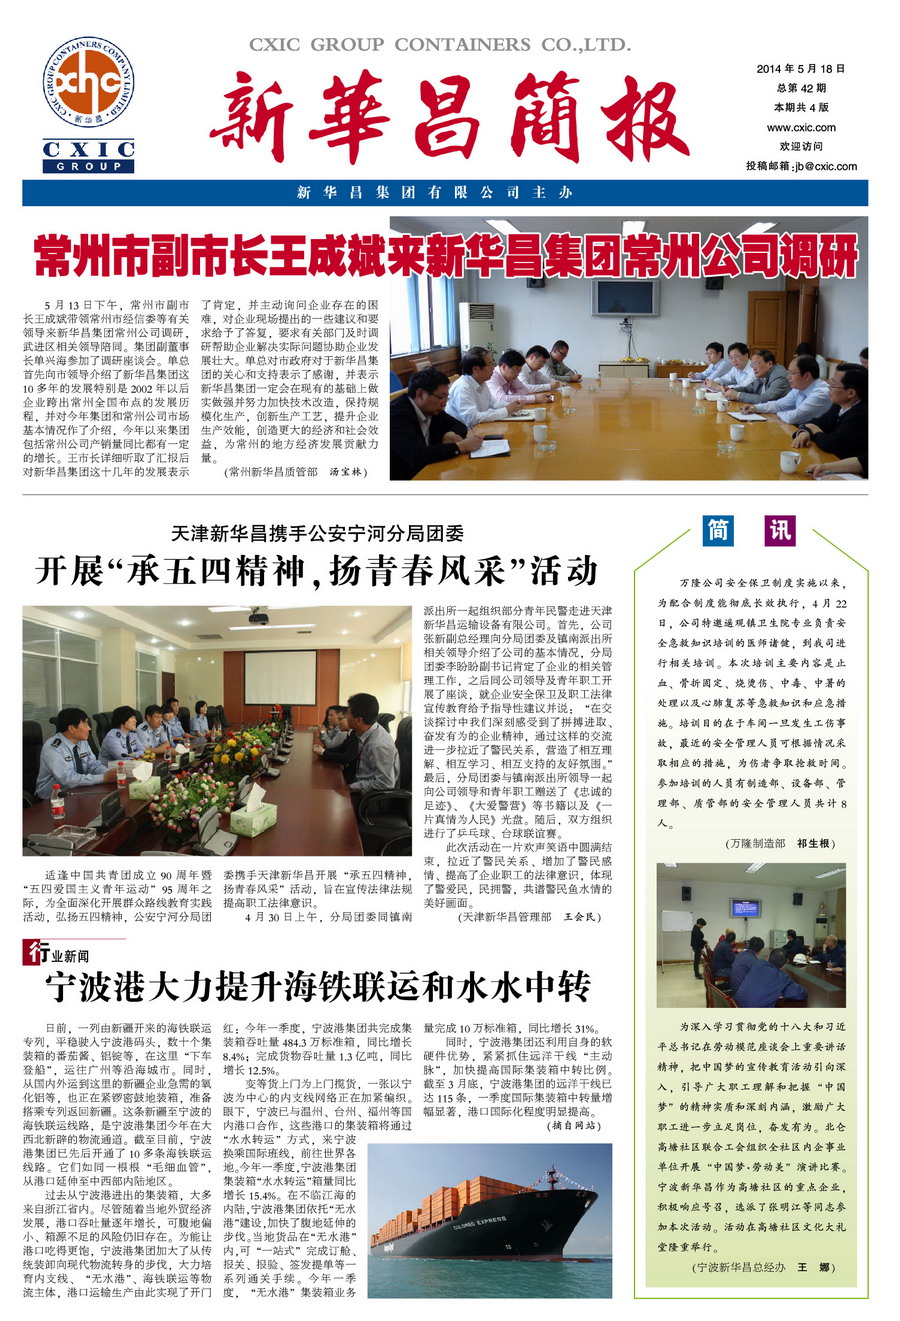 CXIC GROUP CONTAINERS CO.,LTD.
CXIC GROUP CONTAINERS COMPANY LIMITED
xhc
·新华昌·
CXIC
GROUP
新華昌簡报
2014 年 5 月 18 日
总第 42 期
本期共 4 版
www.cxic.com
欢迎访问
投稿邮箱:jb@cxic.com
新华昌集团有限公司主办
常州市副市长王成斌来新华昌集团常州公司调研
5 月 13 日下午，常州市副市
长王成斌带领常州市经信委等有关
领导来新华昌集团常州公司调研，
武进区相关领导陪同。集团副董事
长单兴海参加了调研座谈会。单总
首先向市领导介绍了新华昌集团这
10 多年的发展特别是 2002 年以后
企业跨出常州全国布点的发展历
程，并对今年集团和常州公司市场
基本情况作了介绍，今年以来集团
包括常州公司产销量同比都有一定
的增长。王市长详细听取了汇报后
对新华昌集团这十几年的发展表示
了肯定，并主动询问企业存在的困
难，对企业现场提出的一些建议和要
求给予了答复，要求有关部门及时调
研帮助企业解决实际问题协助企业发
展壮大。单总对市政府对于新华昌集
团的关心和支持表示了感谢，并表示
新华昌集团一定会在现有的基础上做
实做强并努力加快技术改造，保持规
模化生产，创新生产工艺，提升企业
生产效能，创造更大的经济和社会效
益，为常州的地方经济发展贡献力
量。
（常州新华昌质管部 汤宝林）
天津新华昌携手公安宁河分局团委
开展“承五四精神，扬青春风采”活动
适逢中国共青团成立 90 周年暨
“五四爱国主义青年运动”95 周年之
际，为全面深化开展群众路线教育实践
活动，弘扬五四精神，公安宁河分局团
委携手天津新华昌开展“承五四精神，
扬青春风采”活动，旨在宣传法律法规
提高职工法律意识。
4 月 30 日上午，分局团委同镇南
派出所一起组织部分青年民警走进天津
新华昌运输设备有限公司。首先，公司
张新副总经理向分局团委及镇南派出所
相关领导介绍了公司的基本情况，分局
团委李盼盼副书记肯定了企业的相关管
理工作，之后同公司领导及青年职工开
展了座谈，就企业安全保卫及职工法律
宣传教育给予指导性建议并说：“在交
谈探讨中我们深刻感受到了拼搏进取、
奋发有为的企业精神，通过这样的交流
进一步拉近了警民关系，营造了相互理
解、相互学习、相互支持的友好氛围。”
最后，分局团委与镇南派出所领导一起
向公司领导和青年职工赠送了《忠诚的
足迹》、《大爱警营》等书籍以及《一
片真情为人民》光盘。随后，双方组织
进行了乒乓球、台球联谊赛。
此次活动在一片欢声笑语中圆满结
束，拉近了警民关系、增加了警民感
情、提高了企业职工的法律意识，体现
了警爱民，民拥警，共谱警民鱼水情的
美好画面。
（天津新华昌管理部 王会民）
行业新闻
宁波港大力提升海铁联运和水水中转
日前，一列由新疆开来的海铁联运
专列，平稳驶入宁波港码头，数十个集
装箱的番茄酱、铝锭等，在这里“下车
登船”，运往广州等沿海城市。同时，
从国内外运到这里的新疆企业急需的氧
化铝等，也正在紧锣密鼓地装箱，准备
搭乘专列返回新疆。这条新疆至宁波的
海铁联运线路，是宁波港集团今年在大
西北新辟的物流通道。截至目前，宁波
港集团已先后开通了 10 多条海铁联运
线路。它们如同一根根“毛细血管”，
从港口延伸至中西部内陆地区。
过去从宁波港进出的集装箱，大多
来自浙江省内。尽管随着当地外贸经济
发展，港口吞吐量逐年增长，可腹地偏
小、箱源不足的风险仍旧存在。为能让
港口吃得更饱，宁波港集团加大了从传
统装卸向现代物流转身的步伐，大力培
育内支线、“无水港”、海铁联运等物
流主体，港口运输生产由此实现了开门
红：今年一季度，宁波港集团共完成集
装箱吞吐量 484.3 万标准箱，同比增长
8.4%；完成货物吞吐量 1.3 亿吨，同比
增长 12.5%。
变等货上门为上门揽货，一张以宁
波为中心的内支线网络正在加紧编织。
眼下，宁波已与温州、台州、福州等国
内港口合作，这些港口的集装箱将通过
“水水转运”方式，来宁波
换乘国际班线，前往世界各
地。今年一季度，宁波港集团
集装箱“水水转运”箱量同比
增长 15.4%。在不临江海的
内陆，宁波港集团依托“无水
港”建设，加快了腹地延伸的
步伐。当地货品在“无水港”
内，可“一站式”完成订舱、
报关、报验、签发提单等一
系列通关手续。今年一季
度，“无水港”集装箱业务
量完成 10 万标准箱，同比增长 31%。
同时，宁波港集团还利用自身的软
硬件优势，紧紧抓住远洋干线“主动
脉”，加快提高国际集装箱中转比例。
截至 3 月底，宁波港集团的远洋干线已
达 115 条，一季度国际集装箱中转量增
幅显著，港口国际化程度明显提高。
（摘自网站）
COLOMBO EXPRESS
简讯
万隆公司安全保卫制度实施以来，
为配合制度能彻底长效执行，4 月 22
日，公司特邀遥观镇卫生院专业负责安
全急救知识培训的医师诸健，到我司进
行相关培训。本次培训主要内容是止
血、骨折固定、烧烫伤、中毒、中暑的
处理以及心肺复苏等急救知识和应急措
施。培训目的在于车间一旦发生工伤事
故，最近的安全管理人员可根据情况采
取相应的措施，为伤者争取抢救时间。
参加培训的人员有制造部、设备部、管
理部、质管部的安全管理人员共计 8
人。
（万隆制造部 祁生根）
为深入学习贯彻党的十八大和习近
平总书记在劳动模范座谈会上重要讲话
精神，把中国梦的宣传教育活动引向深
入，引导广大职工理解和把握“中国
梦”的精神实质和深刻内涵，激励广大
职工进一步立足岗位，奋发有为。北仑
高塘社区联合工会组织全社区内企事业
单位开展“中国梦·劳动美”演讲比赛。
宁波新华昌作为高塘社区的重点企业，
积极响应号召，选派了张明江等同志参
加本次活动。活动在高塘社区文化大礼
堂隆重举行。
（宁波新华昌总经办 王 娜）